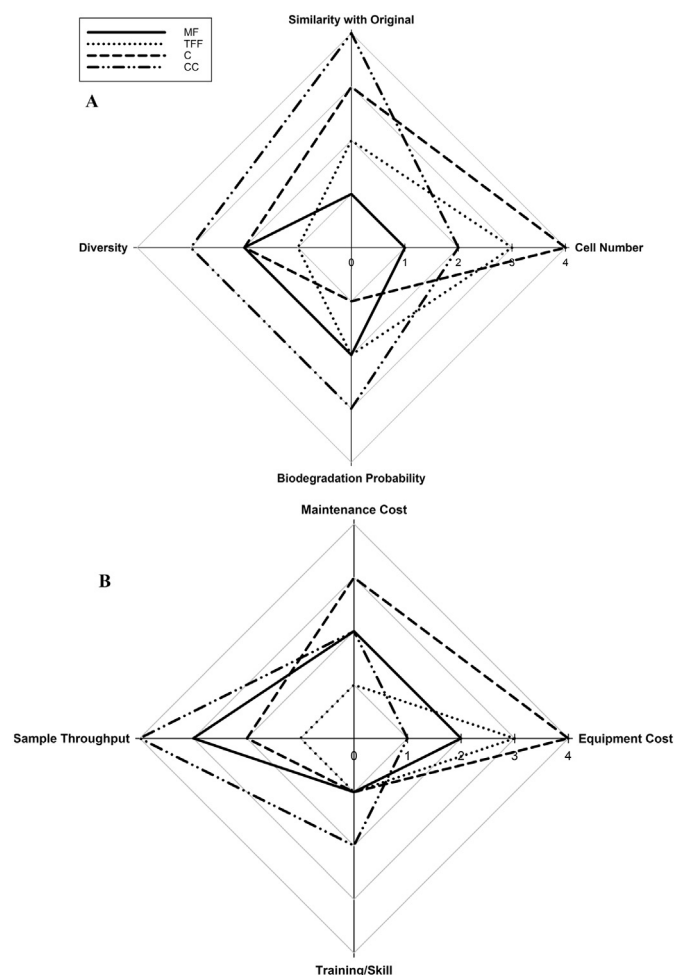 Similarity with Original
MF
TFF
C
CC
A
Diversity
Cell Number
0 1 2 3 4
Biodegradation Probability
Maintenance Cost
B
Sample Throughput
Equipment Cost
0 1 2 3 4
Training/Skill